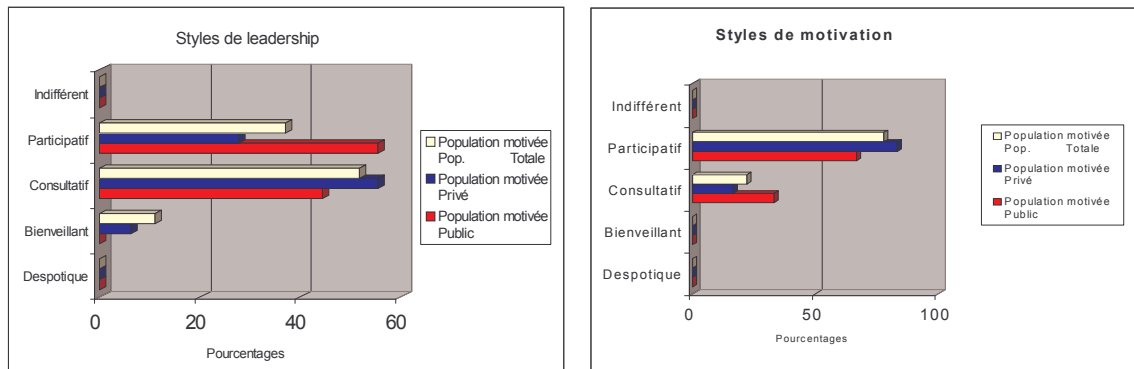 Styles de leadership
Indifférent
Participatif
Consultatif
Bienveillant
Despotique
0 20 40 60
Pourcentages
Population motivée
Pop. Totale
Population motivée
Privé
Population motivée
Public
Styles de motivation
Indifférent
Participatif
Consultatif
Bienveillant
Despotique
0 50 100
Pourcentages
Population motivée
Pop. Totale
Population motivée
Privé
Population motivée
Public